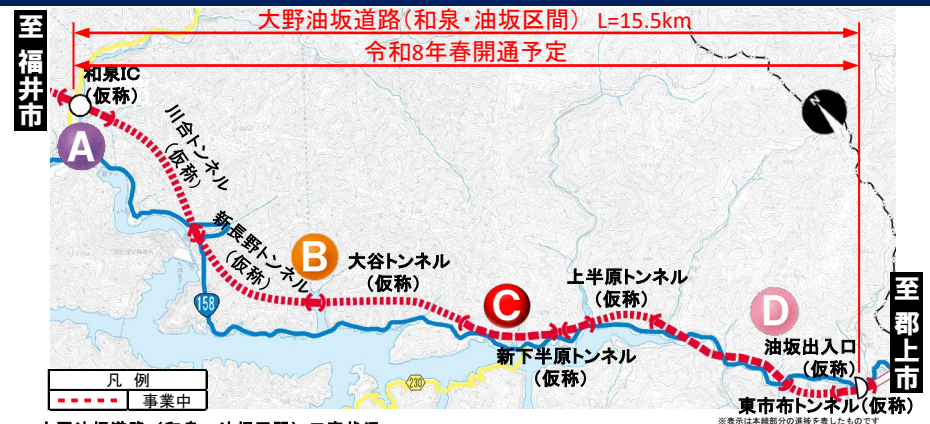 大野油坂道路(和泉・油坂区間) L=15.5km
令和8年春開通予定
至 福井市
和泉IC
(仮称)
A
川合トンネル
(仮称)
新長野トンネル
(仮称)
B
大谷トンネル
(仮称)
158
C
新下半原トンネル
(仮称)
上半原トンネル
(仮称)
D
油坂出入口
(仮称)
至 郡上市
230
東市布トンネル(仮称)
凡 例
事業中
※表示は本線部分の進捗を表したものです